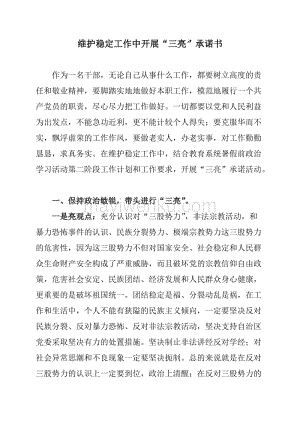 维护稳定工作中开展“三亮”承诺书
作为一名干部，无论自己从事什么工作，都要树立高度的责
任和敬业精神，要脚踏实地地做好本职工作，模范地履行一个共
产党员的职责，尽心尽力把工作做好。一切都要以党和人民利益
为出发点，不能急功近利，更不能计较个人得失。要保持务实而
不飘，飘浮虚荣的工作作风，要做老实人，办老实事，对工作勤勤
恳恳，求真务实。在维护稳定工作中，结合教育系统暑假前政治
学习活动第二阶段工作计划和工作要求，开展“三亮”承诺活动。
一、保持政治敏锐，带头进行“三亮”。
一是亮观点：充分认识对“三股势力”，非法宗教活动，
和暴力恐怖事件的认识、民族分裂势力、极端宗教势力这三股势力
的危害性，因为这三股势力不但对国家安全、社会稳定和人民群
众生命财产安全构成了严重威胁，而且破坏党的宗教信仰自由政
策，危害社会安定、民族团结、经济发展和人民群众身心健康，
更重的是破坏祖国统一。团结稳定是福，分裂动乱是祸，在工
作和生活中，个人不能有狭隘的民族主义倾向，一定要坚决反对
民族分裂、反对暴力恐怖、反对非法宗教活动，坚决支持自治区
党委采取坚决有力的处置措施。坚决制止非法讲经反对学经；对
社会异常思潮和不良现象一定要坚决抵制。总的来说就是在反对
三股势力的认识上一定要到位，政治上清醒；在反对三股势力的